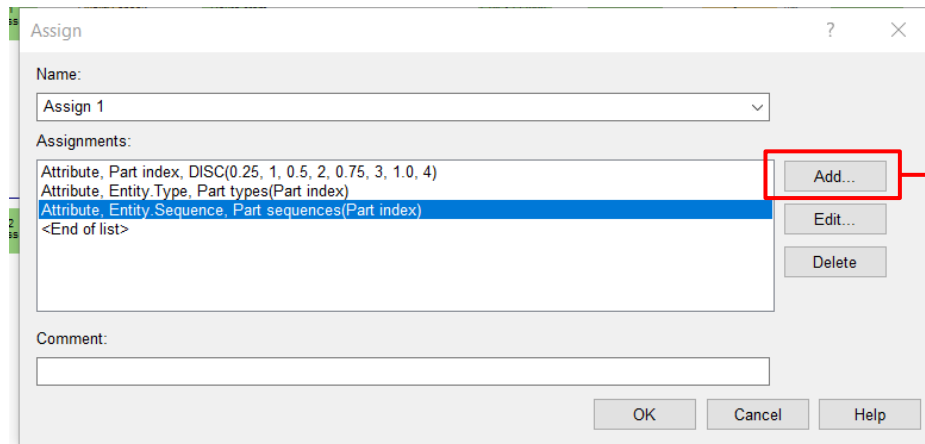 Assign
Name:
Assign 1
Assignments:
Attribute, Part index, DISC(0.25, 1, 0.5, 2, 0.75, 3, 1.0, 4)
Attribute, Entity.Type, Part types(Part index)
Attribute, Entity.Sequence, Part sequences(Part index)
<End of list>
Add...
Edit...
Delete
Comment:
OK Cancel Help